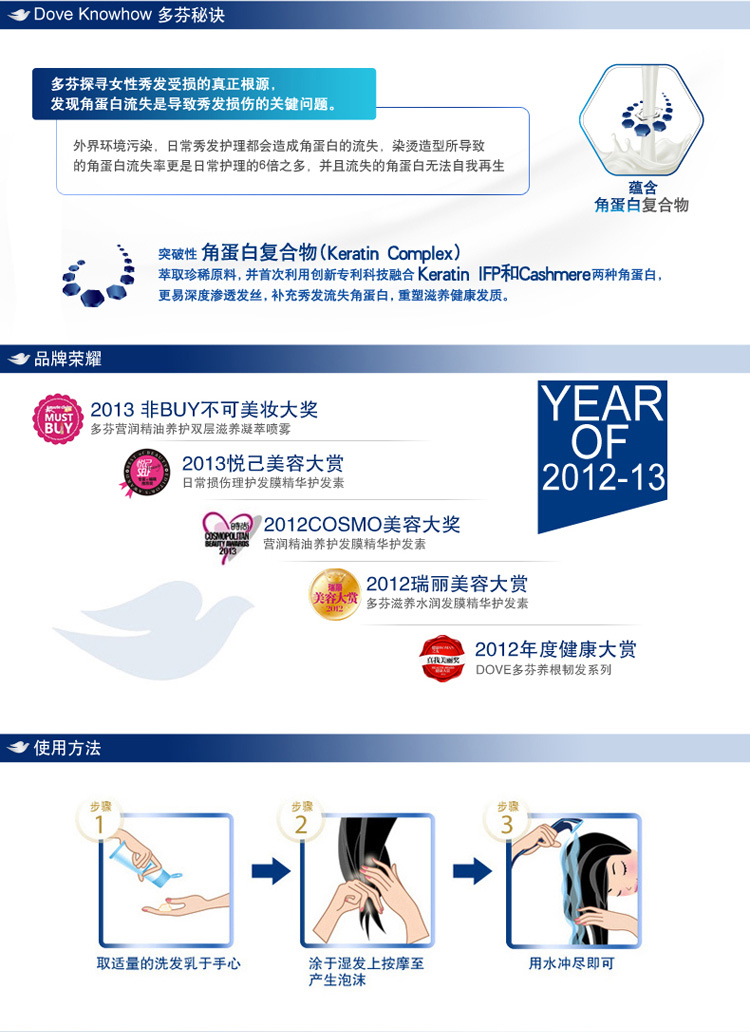 Dove Knowhow 多芬秘诀
多芬探寻女性秀发受损的真正根源，
发现角蛋白流失是导致秀发损伤的关键问题。
外界环境污染，日常秀发护理都会造成角蛋白的流失，染烫造型所导致
的角蛋白流失率更是日常护理的6倍之多，并且流失的角蛋白无法自我再生
蕴含
角蛋白复合物
突破性 角蛋白复合物（Keratin Complex）
萃取珍稀原料，并首次利用创新专利科技融合 Keratin IFP和Cashmere两种角蛋白，
更易深度渗透发丝，补充秀发流失角蛋白，重塑滋养健康发质。
品牌荣耀
MUST
BUY
2013 非BUY不可美妆大奖
多芬营润精油养护双层滋养凝萃喷雾
YEAR
OF
2012-13
2013悦己美容大赏
日常损伤理护发膜精华护发素
時尚
COSMOPOLITAN
BEAUTY AWARDS
2013
2012COSMO美容大奖
营润精油养护发膜精华护发素
瑞丽
美容大赏
2012
2012瑞丽美容大赏
多芬滋养水润发膜精华护发素
真我美丽奖
2012年度健康大赏
DOVE多芬养根韧发系列
使用方法
步骤
1
步骤
2
步骤
3
取适量的洗发乳于手心
涂于湿发上按摩至
产生泡沫
用水冲尽即可